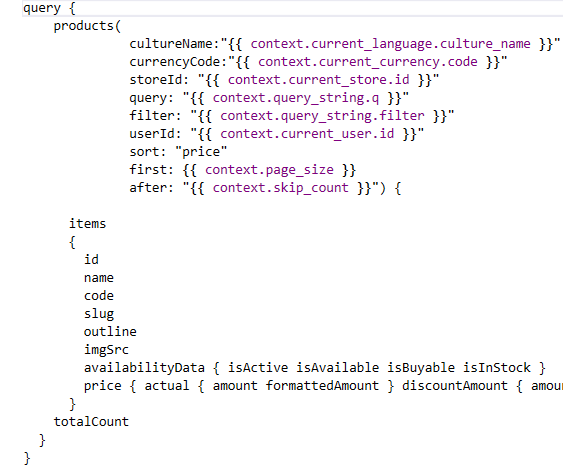 query {
products(
cultureName:"{{ context.current_language.culture_name }}"
currencyCode:"{{ context.current_currency.code }}"
storeId: "{{ context.current_store.id }}"
query: "{{ context.query_string.q }}"
filter: "{{ context.query_string.filter }}"
userId: "{{ context.current_user.id }}"
sort: "price"
first: {{ context.page_size }}
after: "{{ context.skip_count }}") {
items
{
id
name
code
slug
outline
imgSrc
availabilityData { isActive isAvailable isBuyable isInStock }
price { actual { amount formattedAmount } discountAmount {
}
totalCount
}
}